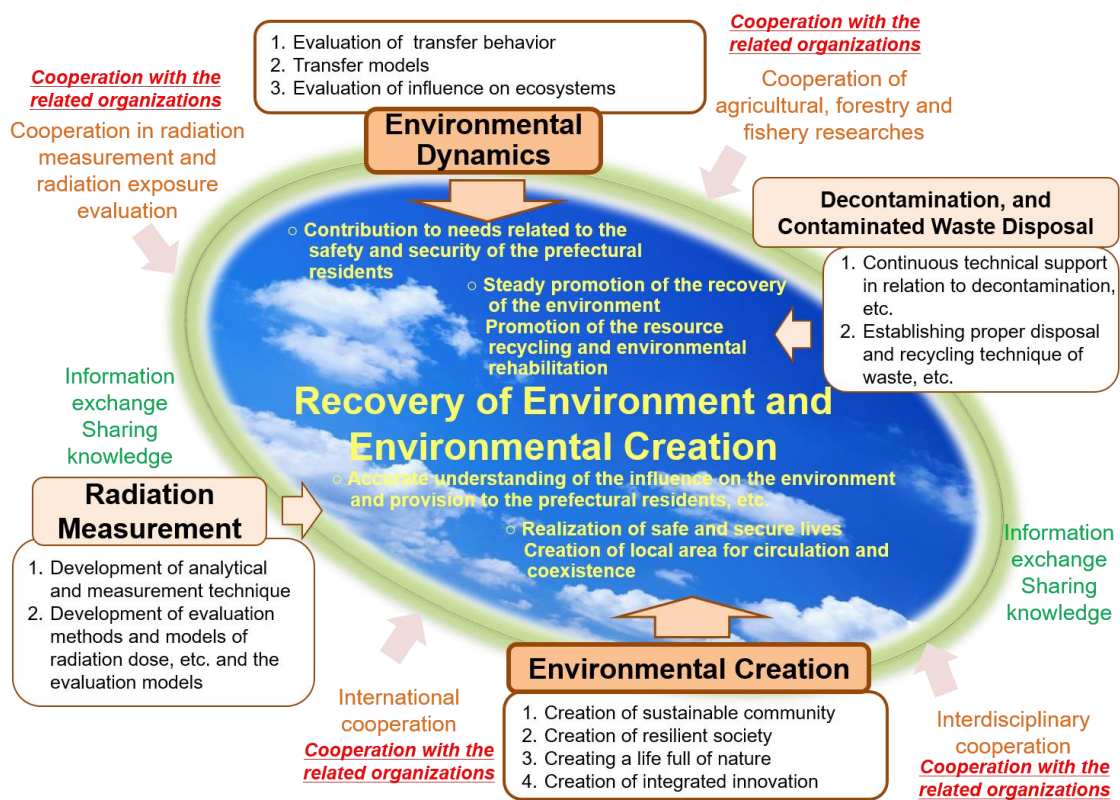 1. Evaluation of transfer behavior
2. Transfer models
3. Evaluation of influence on ecosystems
Environmental
Dynamics
Cooperation with the
related organizations
Cooperation in radiation
measurement and
radiation exposure
evaluation
Cooperation with the
related organizations
Cooperation of
agricultural, forestry and
fishery researches
Decontamination, and
Contaminated Waste Disposal
1. Continuous technical support
in relation to decontamination,
etc.
2. Establishing proper disposal
and recycling technique of
waste, etc.
○ Contribution to needs related to the
safety and security of the prefectural
residents
○ Steady promotion of the recovery
of the environment
Promotion of the resource
recycling and environmental
rehabilitation
Recovery of Environment and
Environmental Creation
○ Accurate understanding of the influence on the environment
and provision to the prefectural residents, etc.
○ Realization of safe and secure lives
Creation of local area for circulation and
coexistence
Information
exchange
Sharing
knowledge
Radiation
Measurement
1. Development of analytical
and measurement technique
2. Development of evaluation
methods and models of
radiation dose, etc. and the
evaluation models
Information
exchange
Sharing
knowledge
International
cooperation
Cooperation with the
related organizations
Environmental Creation
1. Creation of sustainable community
2. Creation of resilient society
3. Creating a life full of nature
4. Creation of integrated innovation
Interdisciplinary
cooperation
Cooperation with the
related organizations